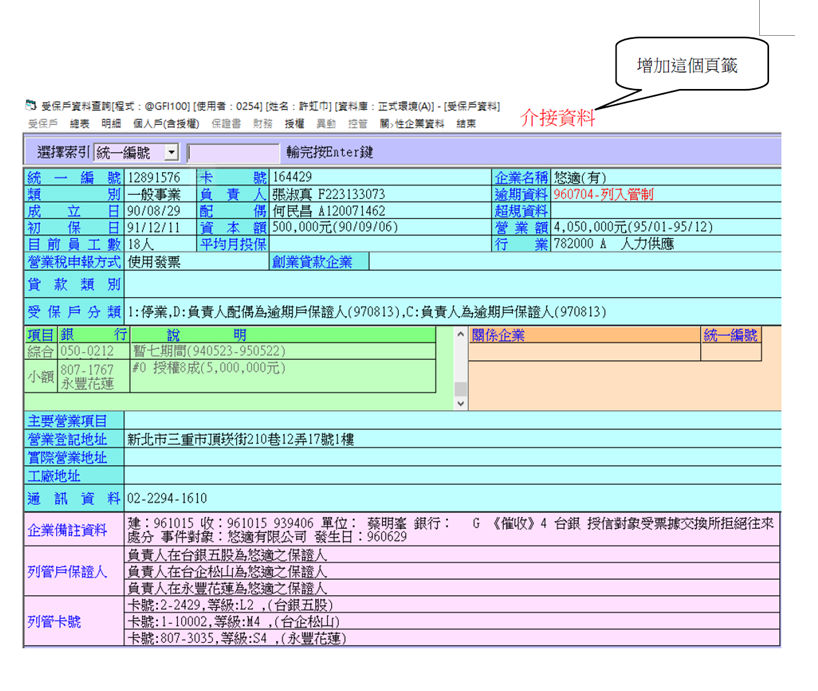 增加這個頁籤
受保戶資料查詢[程式：@GFI100] [使用者：0254] [姓名：許虹巾] [資料庫：正式環境(A)] - [受保戶資料]
受保戶 總表 明細 個人戶(含授權) 保證書 財務 授權 異動 控管 關聯性企業資料 結束 介接資料
選擇索引 統一編號 輸完按Enter鍵
統一編號 12891576 卡號 164429 企業名稱 悠適(有)
類別 一般事業 負責人 張淑真 F223133073 逾期資料 960704-列入管制
成立日 90/08/29 配偶 何民昌 A120071462 超規資料
初保日 91/12/11 資本額 500,000元(90/09/06) 營業額 4,050,000元(95/01-95/12)
目前員工數 18人 平均月投保 行業 782000 A 人力供應
營業稅申報方式 使用發票 創業貸款企業
貸款類別
受保戶分類 1:停業,D:負責人配偶為逾期戶保證人(970813),C:負責人為逾期戶保證人(970813)
項目 銀行 說明 關係企業 統一編號
綜合 050-0212 暫七期間(940523-950522)
小額 807-1767 #0 授權8成(5,000,000元)
永豐花蓮
主要營業項目
營業登記地址 新北市三重市頂崁街210巷12弄17號1樓
實際營業地址
工廠地址
通訊資料 02-2294-1610
企業備註資料 建：961015 收：961015 939406 單位： 蔡明峯 銀行： G 《催收》4 台銀 授信對象受票據交換所拒絕往來
處分 事件對象：悠適有限公司 發生日：960629
列管戶保證人 負責人在台銀五股為悠適之保證人
負責人在台企松山為悠適之保證人
負責人在永豐花蓮為悠適之保證人
列管卡號 卡號:2-2429,等級:L2 ,(台銀五股)
卡號:1-10002,等級:M4 ,(台企松山)
卡號:807-3035,等級:S4 ,(永豐花蓮)